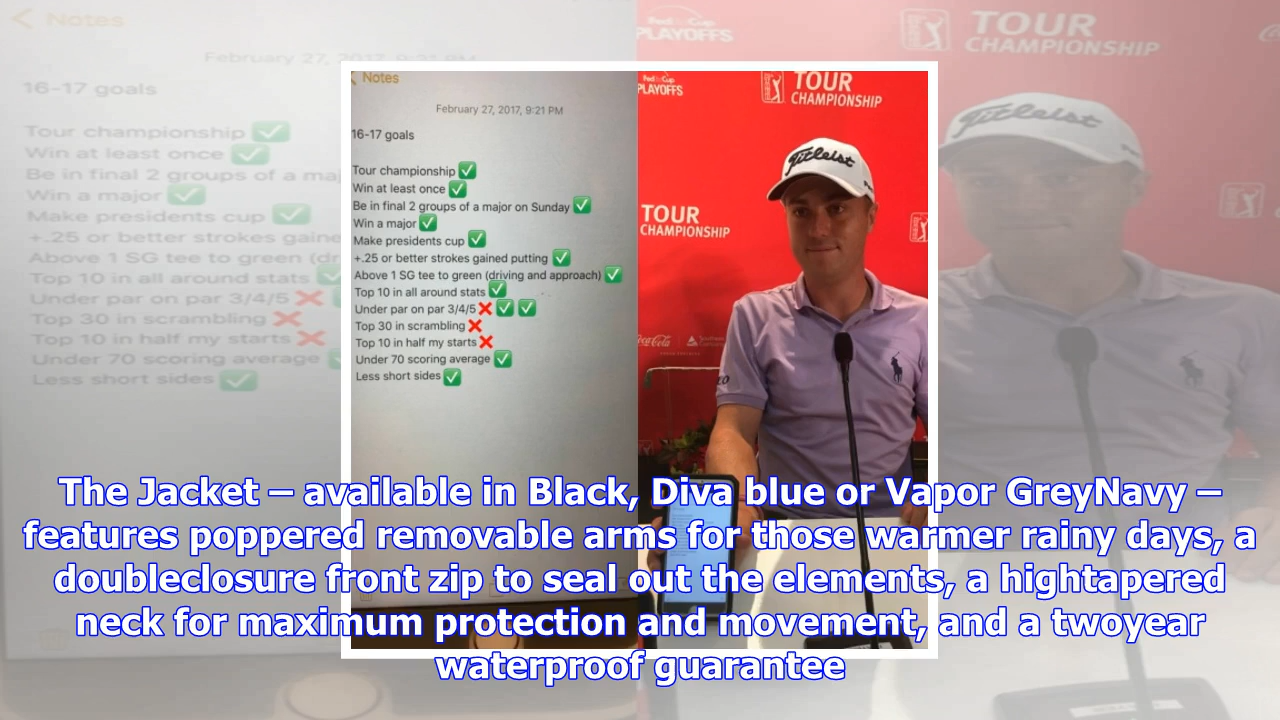 Notes
February 27, 2017, 9:21 PM
16-17 goals
Tour championship ✅
Win at least once ✅
Be in final 2 groups of a major on Sunday ✅
Win a major ✅
Make presidents cup ✅
+.25 or better strokes gained putting ✅
Above 1 SG tee to green (driving and approach) ✅
Top 10 in all around stats ✅
Under par on par 3/4/5 ❌ ✅ ✅
Top 30 in scrambling ❌
Top 10 in half my starts ❌
Under 70 scoring average ✅
Less short sides ✅
FedExCup
PLAYOFFS
TOUR
CHAMPIONSHIP
Titleist
TOUR
CHAMPIONSHIP
Coca-Cola
The Jacket – available in Black, Diva blue or Vapor GreyNavy –
features poppered removable arms for those warmer rainy days, a
doubleclosure front zip to seal out the elements, a hightapered
neck for maximum protection and movement, and a twoyear
waterproof guarantee